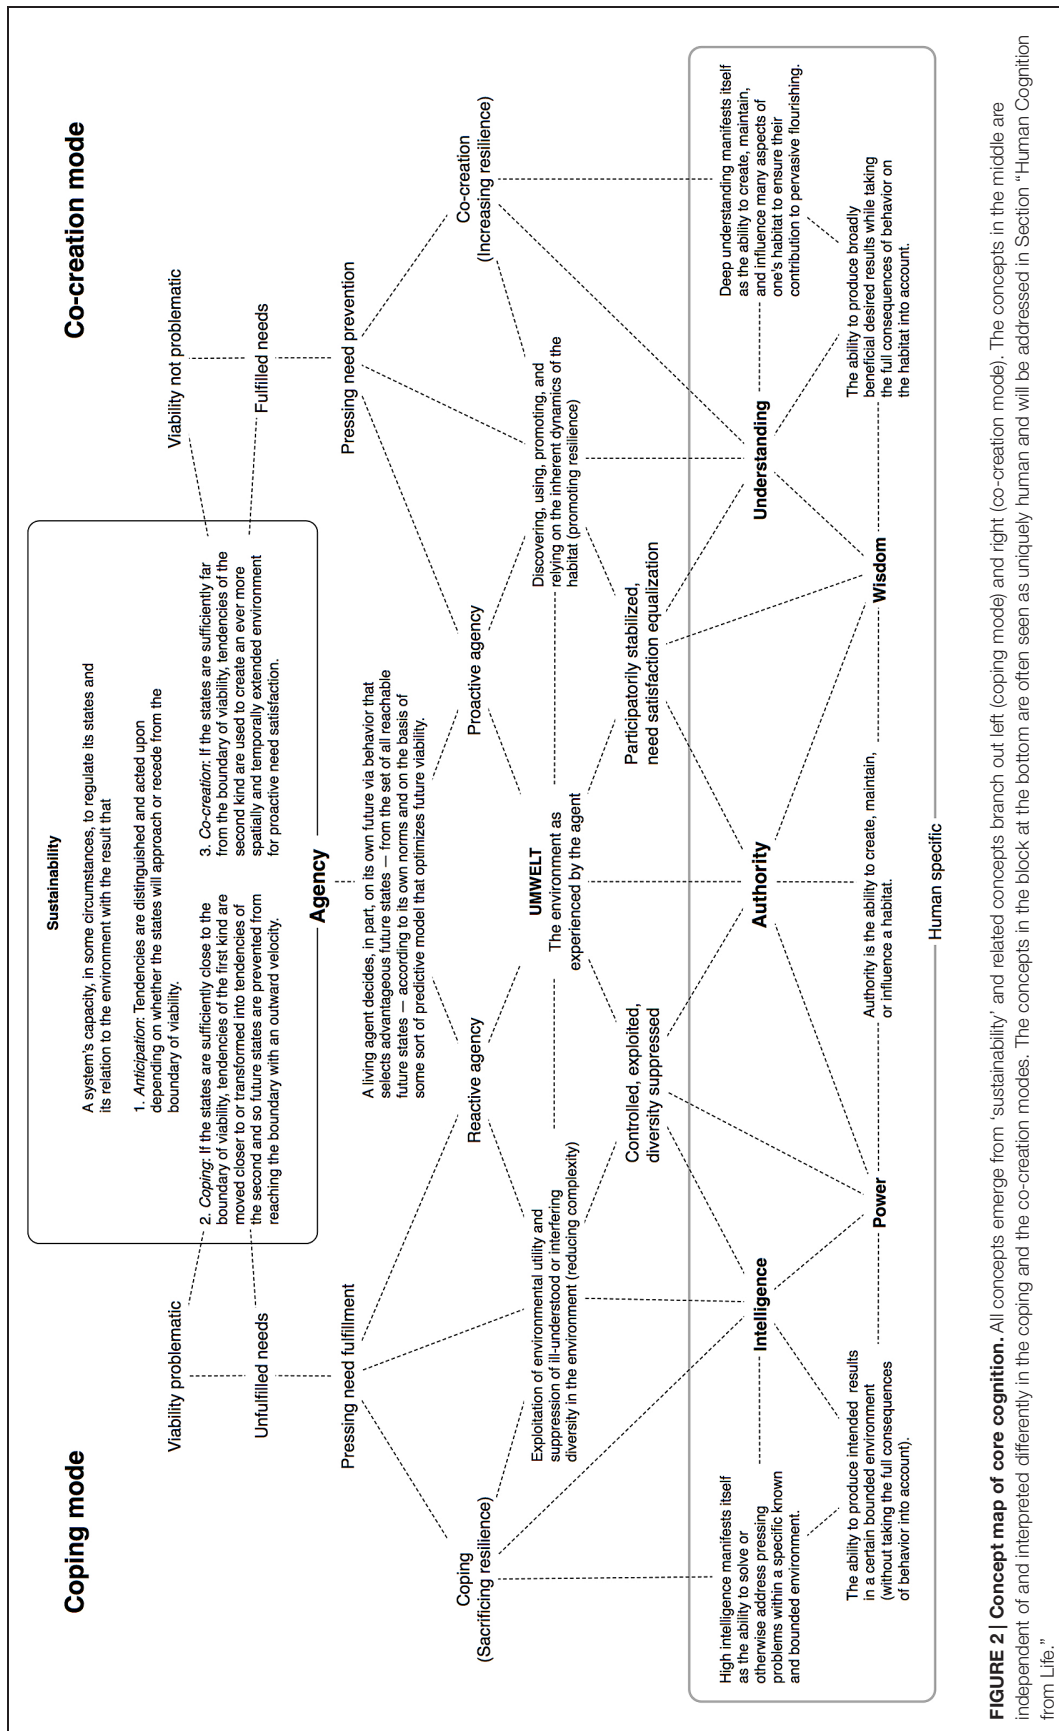 Coping mode
Co-creation mode
Sustainability
A system's capacity, in some circumstances, to regulate its states and
its relation to the environment with the result that
1. Anticipation: Tendencies are distinguished and acted upon
depending on whether the states will approach or recede from the
boundary of viability.
2. Coping: If the states are sufficiently close to the
boundary of viability, tendencies of the first kind are
moved closer to or transformed into tendencies of
the second and so future states are prevented from
reaching the boundary with an outward velocity.
3. Co-creation: If the states are sufficiently far
from the boundary of viability, tendencies of the
second kind are used to create an ever more
spatially and temporally extended environment
for proactive need satisfaction.
Viability problematic
Viability not problematic
Unfulfilled needs
Fulfilled needs
Agency
Pressing need fulfillment
Pressing need prevention
A living agent decides, in part, on its own future via behavior that
selects advantageous future states — from the set of all reachable
future states — according to its own norms and on the basis of
some sort of predictive model that optimizes future viability.
Coping
(Sacrificing resilience)
Reactive agency
Proactive agency
Co-creation
(Increasing resilience)
Exploitation of environmental utility and
suppression of ill-understood or interfering
diversity in the environment (reducing complexity)
UMWELT
The environment as
experienced by the agent
Discovering, using, promoting, and
relying on the inherent dynamics of the
habitat (promoting resilience)
Controlled, exploited,
diversity suppressed
Participatorily stabilized,
need satisfaction equalization
High intelligence manifests itself
as the ability to solve or
otherwise address pressing
problems within a specific known
and bounded environment.
Intelligence
Authority
Understanding
Deep understanding manifests itself
as the ability to create, maintain,
and influence many aspects of
one's habitat to ensure their
contribution to pervasive flourishing.
The ability to produce intended results
in a certain bounded environment
(without taking the full consequences
of behavior into account).
Power
Authority is the ability to create, maintain,
or influence a habitat.
Wisdom
The ability to produce broadly
beneficial desired results while taking
the full consequences of behavior on
the habitat into account.
Human specific
FIGURE 2 | Concept map of core cognition. All concepts emerge from 'sustainability' and related concepts branch out left (coping mode) and right (co-creation mode). The concepts in the middle are
independent of and interpreted differently in the coping and the co-creation modes. The concepts in the block at the bottom are often seen as uniquely human and will be addressed in Section "Human Cognition
from Life."